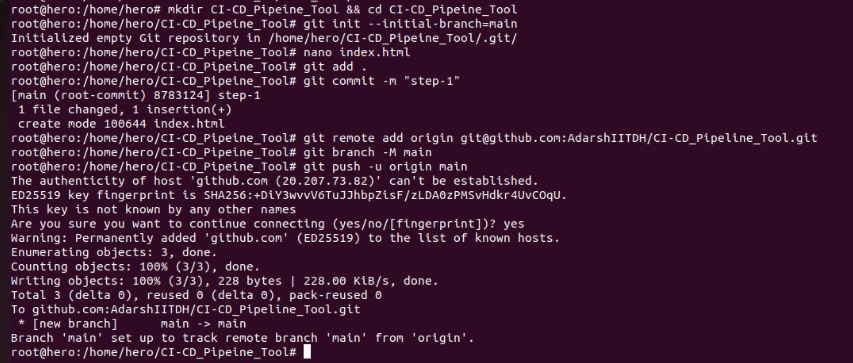 root@hero:/home/hero# mkdir CI-CD_Pipeine_Tool && cd CI-CD_Pipeine_Tool
root@hero:/home/hero/CI-CD_Pipeine_Tool# git init --initial-branch=main
Initialized empty Git repository in /home/hero/CI-CD_Pipeine_Tool/.git/
root@hero:/home/hero/CI-CD_Pipeine_Tool# nano index.html
root@hero:/home/hero/CI-CD_Pipeine_Tool# git add .
root@hero:/home/hero/CI-CD_Pipeine_Tool# git commit -m "step-1"
[main (root-commit) 8783124] step-1
 1 file changed, 1 insertion(+)
 create mode 100644 index.html
root@hero:/home/hero/CI-CD_Pipeine_Tool# git remote add origin git@github.com:AdarshIITDH/CI-CD_Pipeline_Tool.git
root@hero:/home/hero/CI-CD_Pipeine_Tool# git branch -M main
root@hero:/home/hero/CI-CD_Pipeine_Tool# git push -u origin main
The authenticity of host 'github.com (20.207.73.82)' can't be established.
ED25519 key fingerprint is SHA256:+DiY3wvvV6TuJJhbpZisF/zLDA0zPMSvHdkr4UvCOqU.
This key is not known by any other names
Are you sure you want to continue connecting (yes/no/[fingerprint])? yes
Warning: Permanently added 'github.com' (ED25519) to the list of known hosts.
Enumerating objects: 3, done.
Counting objects: 100% (3/3), done.
Writing objects: 100% (3/3), 228 bytes | 228.00 KiB/s, done.
Total 3 (delta 0), reused 0 (delta 0), pack-reused 0
To github.com:AdarshIITDH/CI-CD_Pipeline_Tool.git
 * [new branch]      main -> main
Branch 'main' set up to track remote branch 'main' from 'origin'.
root@hero:/home/hero/CI-CD_Pipeine_Tool#